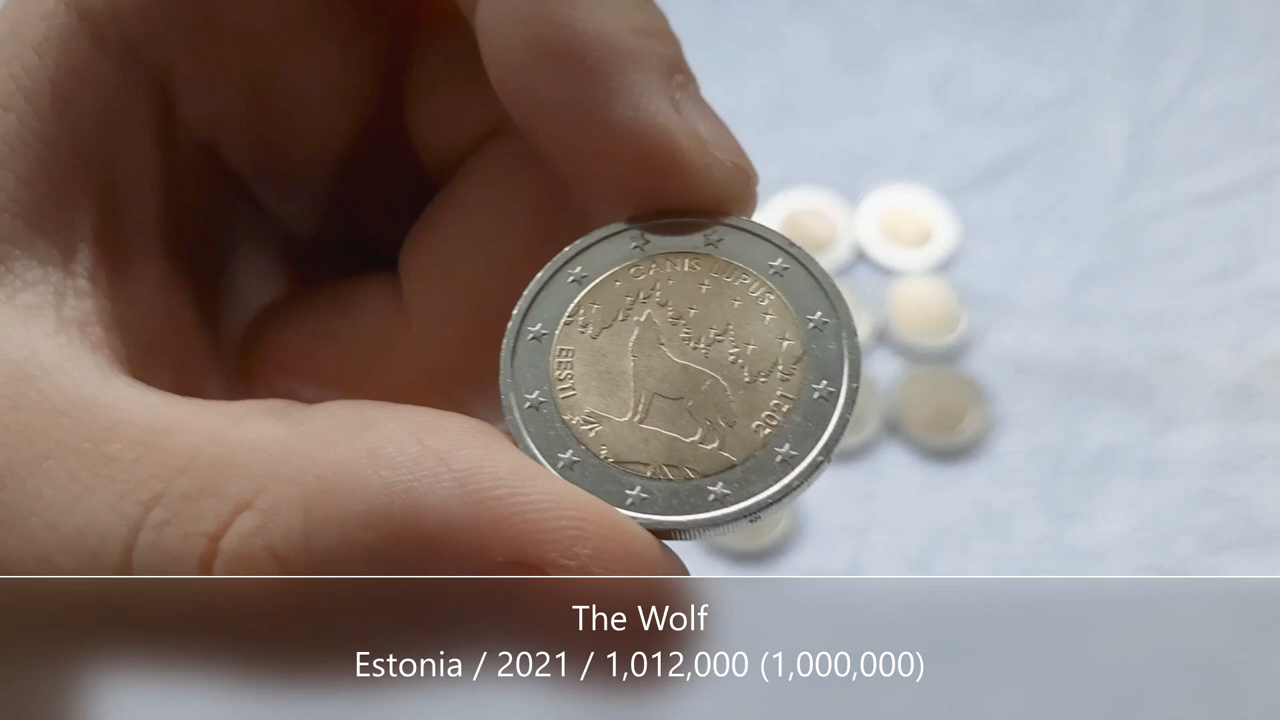 CANIS LUPUS
EESTI
2021
The Wolf
Estonia / 2021 / 1,012,000 (1,000,000)